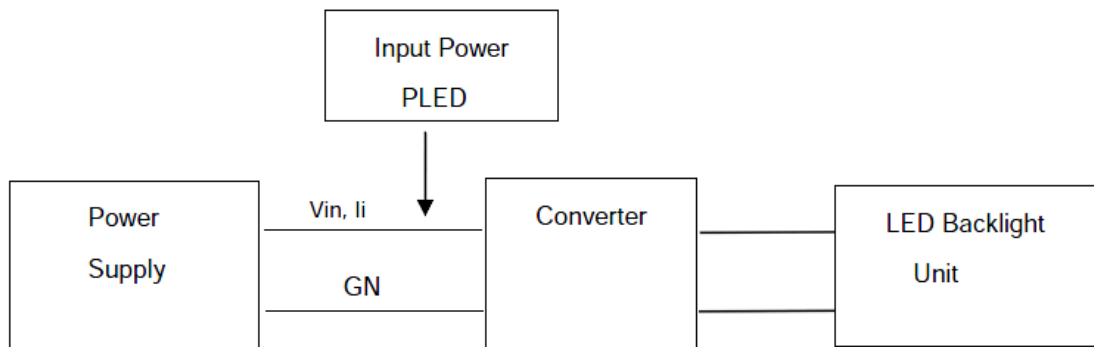 Input Power
PLED
Power
Supply
Vin, Ii
GN
Converter
LED Backlight
Unit